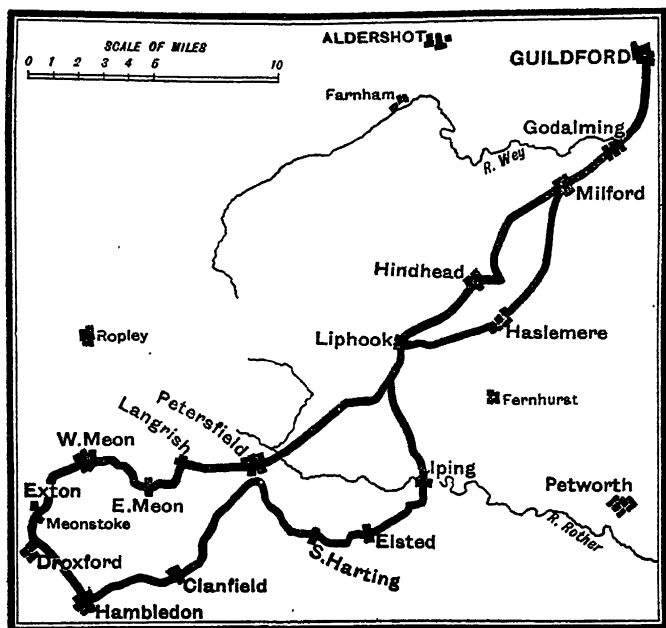 SCALE OF MILES
0 1 2 3 4 5 6 10
ALDERSHOT
GUILDFORD
Farnham
Godalming
R. Wey
Milford
Hindhead
Ropley
Liphook
Haslemere
Fernhurst
Petersfield
Langrish
W. Meon
Iping
Exton
E. Meon
Petworth
Meonstoke
R. Rother
Droxford
Elsted
S. Harting
Clanfield
Hambledon